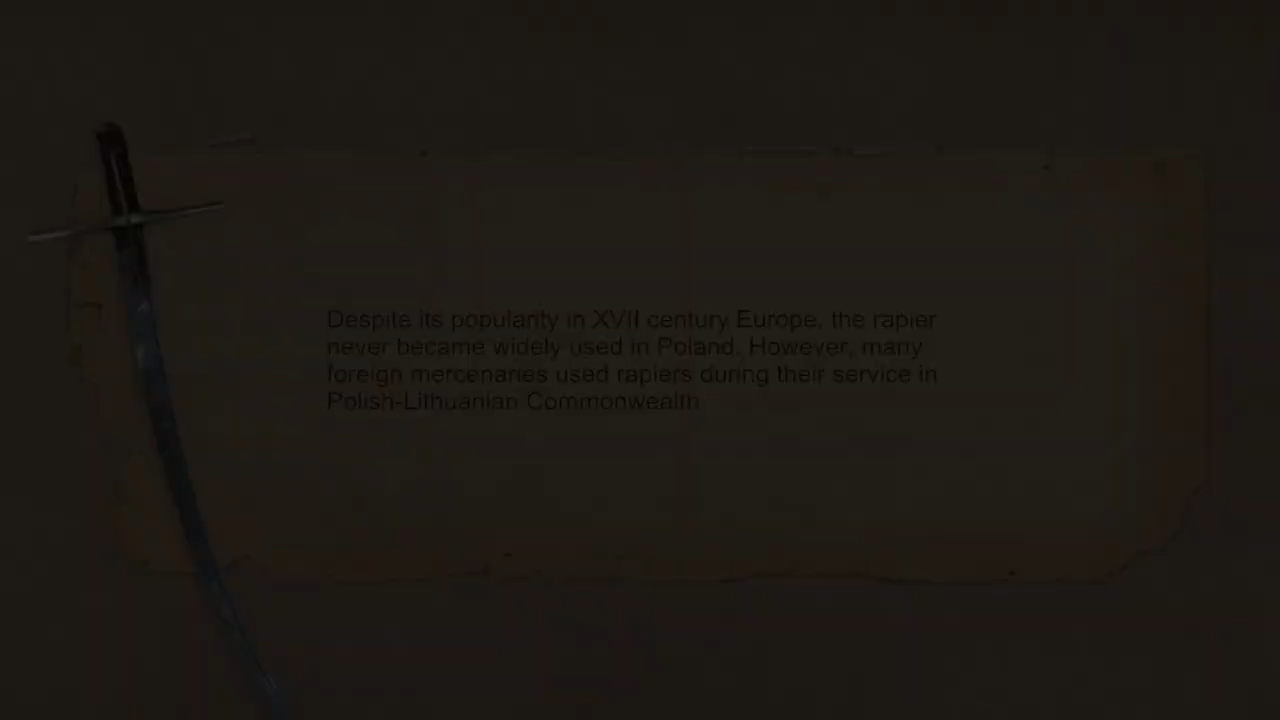 Despite its popularity in XVII century Europe, the rapier
never became widely used in Poland. However, many
foreign mercenaries used rapiers during their service in
Polish-Lithuanian Commonwealth.